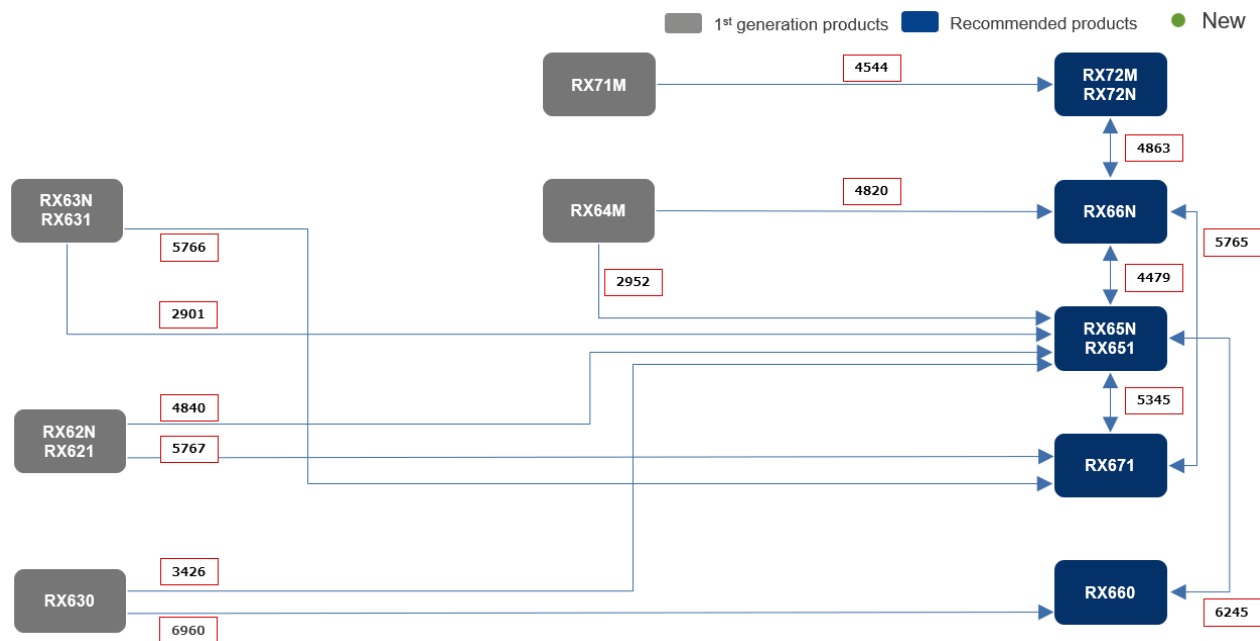 1st generation products
Recommended products
New
RX71M
4544
RX72M
RX72N
4863
RX63N
RX631
RX64M
4820
RX66N
5766
5765
2952
4479
2901
RX65N
RX651
4840
5345
RX62N
RX621
5767
RX671
3426
RX630
RX660
6960
6245